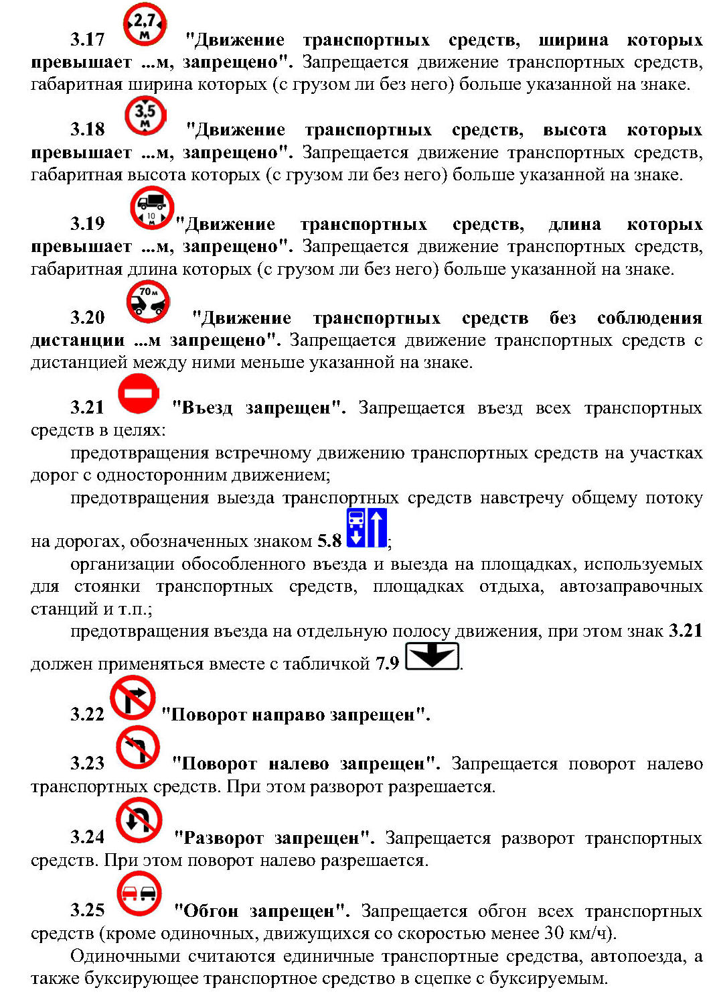 2,7
м
3.17 "Движение транспортных средств, ширина которых
превышает ...м, запрещено". Запрещается движение транспортных средств,
габаритная ширина которых (с грузом ли без него) больше указанной на знаке.
3,5
м
3.18 "Движение транспортных средств, высота которых
превышает ...м, запрещено". Запрещается движение транспортных средств,
габаритная высота которых (с грузом ли без него) больше указанной на знаке.
10
м
3.19 "Движение транспортных средств, длина которых
превышает ...м, запрещено". Запрещается движение транспортных средств,
габаритная длина которых (с грузом ли без него) больше указанной на знаке.
70 м
3.20 "Движение транспортных средств без соблюдения
дистанции ...м запрещено". Запрещается движение транспортных средств с
дистанцией между ними меньше указанной на знаке.
3.21 "Въезд запрещен". Запрещается въезд всех транспортных
средств в целях:
предотвращения встречному движению транспортных средств на участках
дорог с односторонним движением;
предотвращения выезда транспортных средств навстречу общему потоку
на дорогах, обозначенных знаком 5.8 ;
организации обособленного въезда и выезда на площадках, используемых
для стоянки транспортных средств, площадках отдыха, автозаправочных
станций и т.п.;
предотвращения въезда на отдельную полосу движения, при этом знак 3.21
должен применяться вместе с табличкой 7.9 .
3.22 "Поворот направо запрещен".
3.23 "Поворот налево запрещен". Запрещается поворот налево
транспортных средств. При этом разворот разрешается.
3.24 "Разворот запрещен". Запрещается разворот транспортных
средств. При этом поворот налево разрешается.
3.25 "Обгон запрещен". Запрещается обгон всех транспортных
средств (кроме одиночных, движущихся со скоростью менее 30 км/ч).
Одиночными считаются единичные транспортные средства, автопоезда, а
также буксирующее транспортное средство в сцепке с буксируемым.